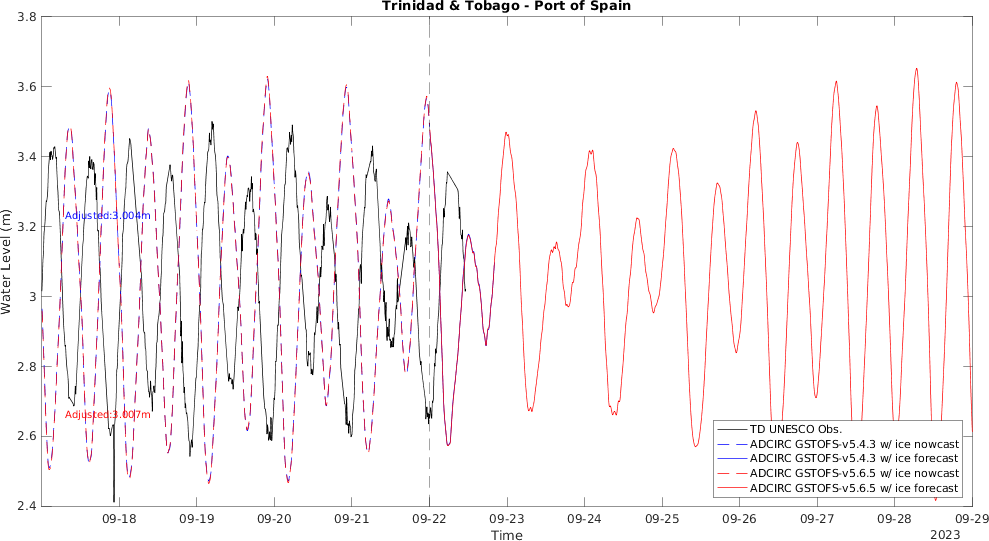 Trinidad & Tobago - Port of Spain
3.8
3.6
3.4
3.2
3
2.8
2.6
2.4
Water Level (m)
Adjusted:3.004m
Adjusted:3.007m
TD UNESCO Obs.
ADCIRC GSTOFS-v5.4.3 w/ ice nowcast
ADCIRC GSTOFS-v5.4.3 w/ ice forecast
ADCIRC GSTOFS-v5.6.5 w/ ice nowcast
ADCIRC GSTOFS-v5.6.5 w/ ice forecast
09-18 09-19 09-20 09-21 09-22 09-23 09-24 09-25 09-26 09-27 09-28 09-29
Time
2023